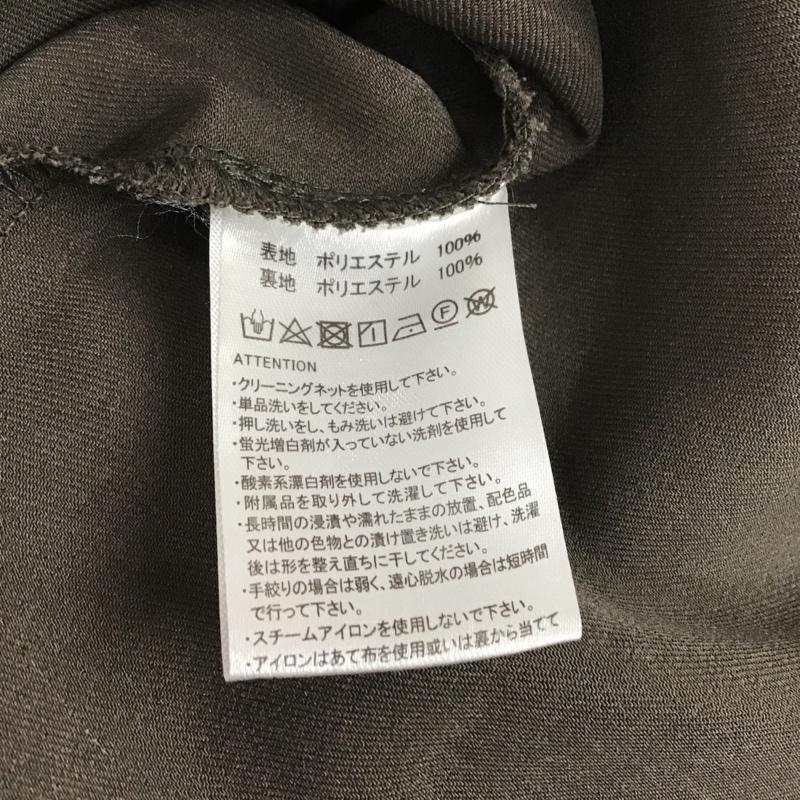 表地 ポリエステル 100%
裏地 ポリエステル 100%
F W
ATTENTION
・クリーニングネットを使用して下さい。
・単品洗いをしてください。
・押し洗いをし、もみ洗いは避けて下さい。
・蛍光増白剤が入っていない洗剤を使用して
下さい。
・酸素系漂白剤を使用しないで下さい。
・附属品を取り外して洗濯して下さい。
・長時間の浸漬や濡れたままの放置、配色品
又は他の色物との漬け置き洗いは避け、洗濯
後は形を整え直ちに干してください。
・手絞りの場合は弱く、遠心脱水の場合は短時間
で行って下さい。
・スチームアイロンを使用しないで下さい。
・アイロンはあて布を使用或いは裏から当てて